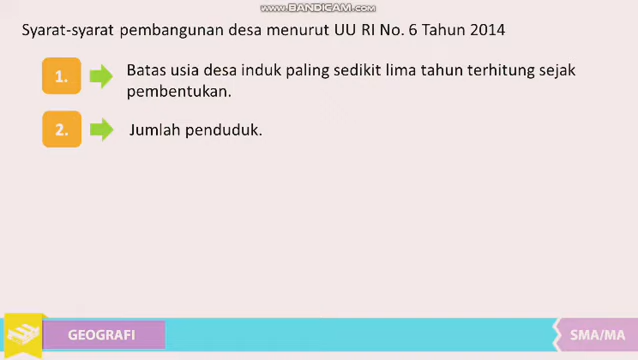 www.BANDICAM.com
Syarat-syarat pembangunan desa menurut UU RI No. 6 Tahun 2014
1.
Batas usia desa induk paling sedikit lima tahun terhitung sejak
pembentukan.
2.
Jumlah penduduk.
GEOGRAFI
SMA/MA